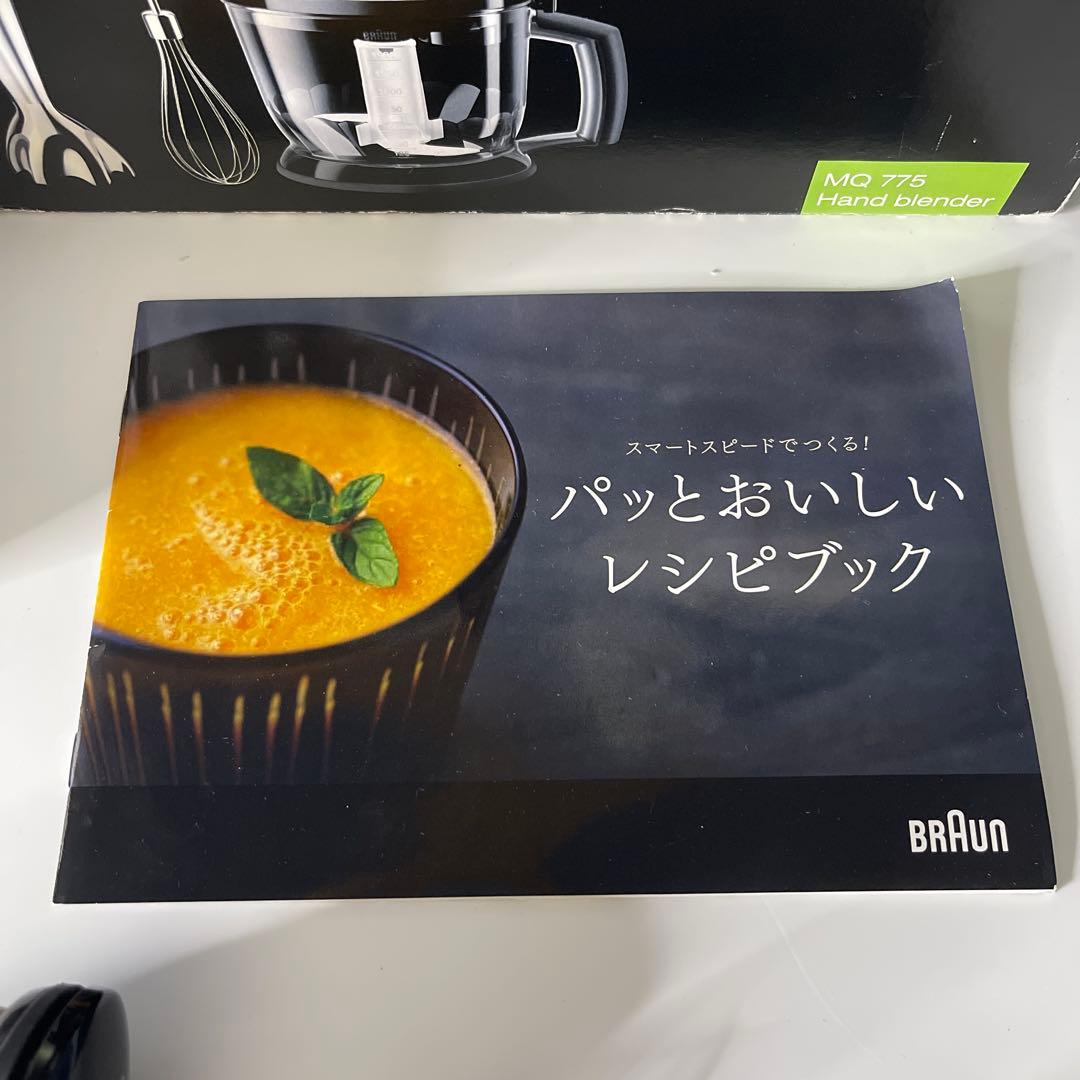 BRAUN
MQ 775
Hand blender
スマートスピードでつくる!
パッとおいしい
レシピブック
BRAUN